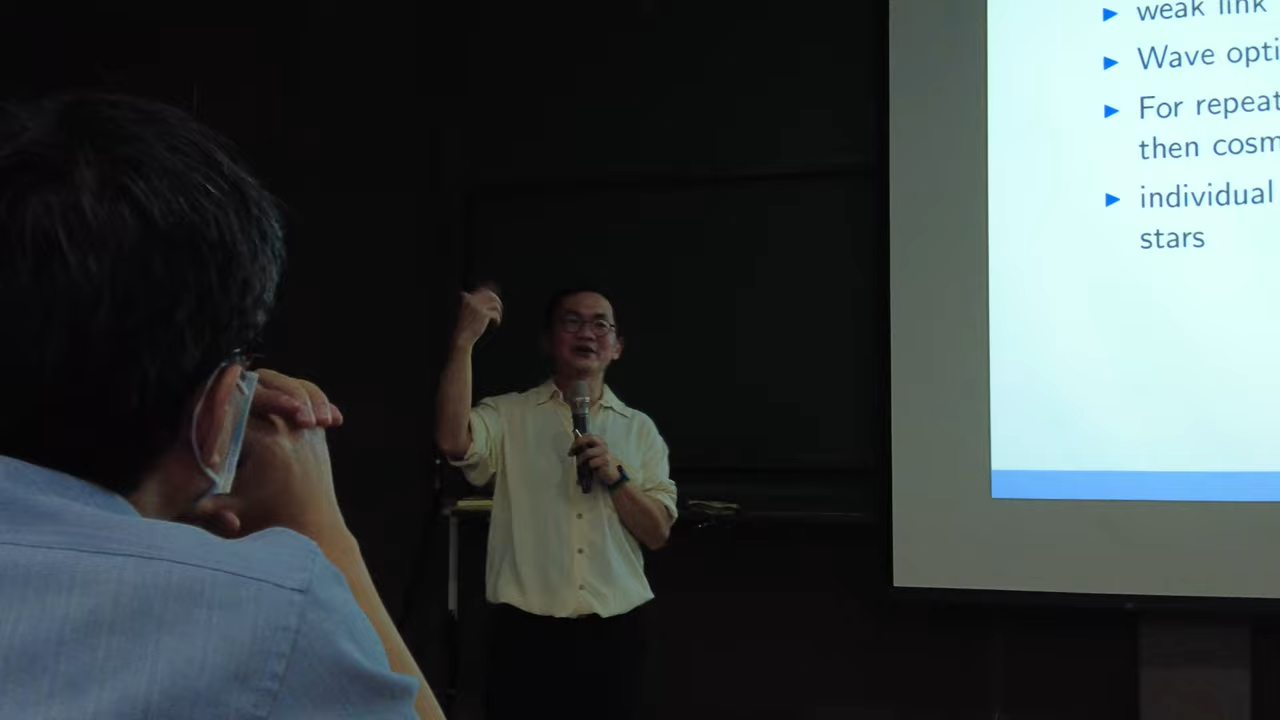 weak link
Wave opti
For repeat
then cosm
individual
stars